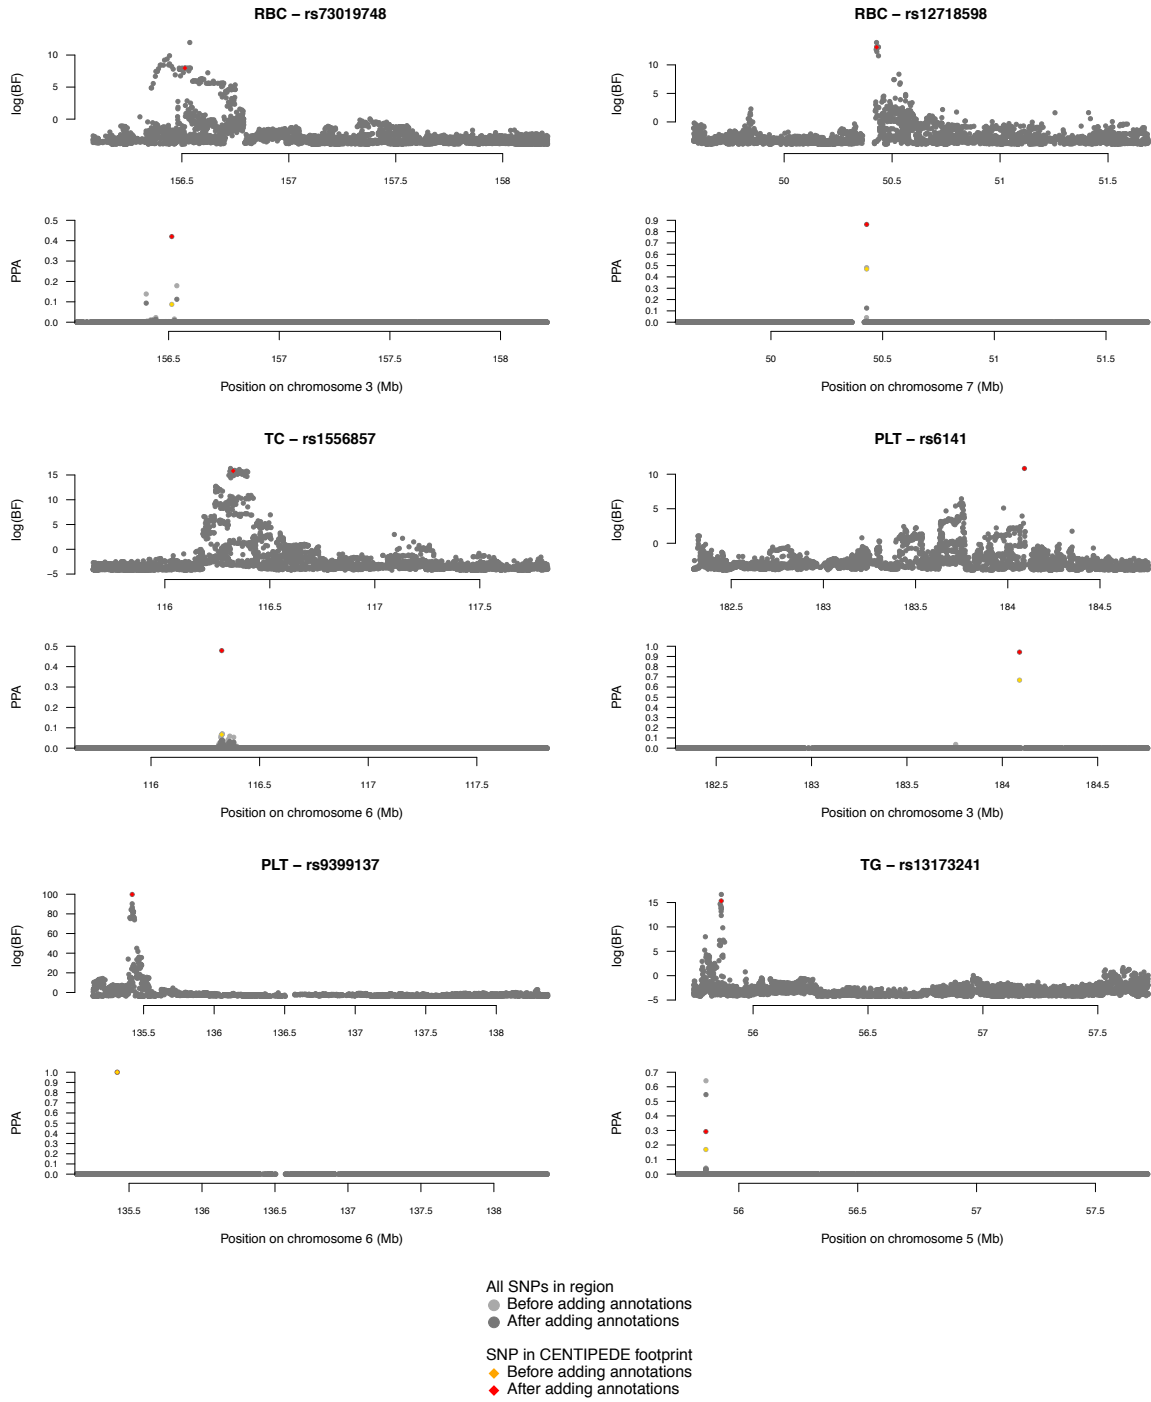 RBC – rs73019748
log(BF)
10
5
0
156.5 157 157.5 158
PPA
0.5
0.4
0.3
0.2
0.1
0.0
156.5 157 157.5 158
Position on chromosome 3 (Mb)
RBC – rs12718598
log(BF)
10
5
0
50 50.5 51 51.5
PPA
0.9
0.8
0.7
0.6
0.5
0.4
0.3
0.2
0.1
0.0
50 50.5 51 51.5
Position on chromosome 7 (Mb)
TC – rs1556857
log(BF)
15
10
5
0
−5
116 116.5 117 117.5
PPA
0.5
0.4
0.3
0.2
0.1
0.0
116 116.5 117 117.5
Position on chromosome 6 (Mb)
PLT – rs6141
log(BF)
10
5
0
182.5 183 183.5 184 184.5
PPA
1.0
0.9
0.8
0.7
0.6
0.5
0.4
0.3
0.2
0.1
0.0
182.5 183 183.5 184 184.5
Position on chromosome 3 (Mb)
PLT – rs9399137
log(BF)
100
80
60
40
20
0
135.5 136 136.5 137 137.5 138
PPA
1.0
0.9
0.8
0.7
0.6
0.5
0.4
0.3
0.2
0.1
0.0
135.5 136 136.5 137 137.5 138
Position on chromosome 6 (Mb)
TG – rs13173241
log(BF)
15
10
5
0
−5
56 56.5 57 57.5
PPA
0.7
0.6
0.5
0.4
0.3
0.2
0.1
0.0
56 56.5 57 57.5
Position on chromosome 5 (Mb)
All SNPs in region
Before adding annotations
After adding annotations
SNP in CENTIPEDE footprint
Before adding annotations
After adding annotations